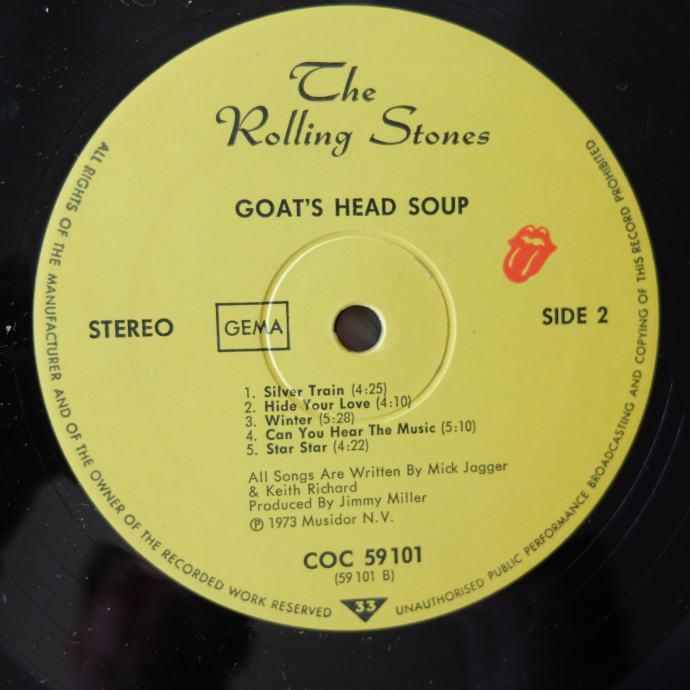 The
Rolling Stones
GOAT'S HEAD SOUP
STEREO
GEMA
SIDE 2
1. Silver Train (4:25)
2. Hide Your Love (4:10)
3. Winter (5:28)
4. Can You Hear The Music (5:10)
5. Star Star (4:22)
All Songs Are Written By Mick Jagger
& Keith Richard
Produced By Jimmy Miller
℗ 1973 Musidor N.V.
COC 59101
(59 101 B)
33
ALL RIGHTS OF THE MANUFACTURER AND OF THE OWNER OF THE RECORDED WORK RESERVED
UNAUTHORISED PUBLIC PERFORMANCE BROADCASTING AND COPYING OF THIS RECORD PROHIBITED